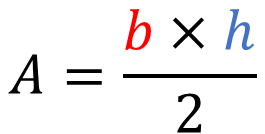 A = b × h / 2